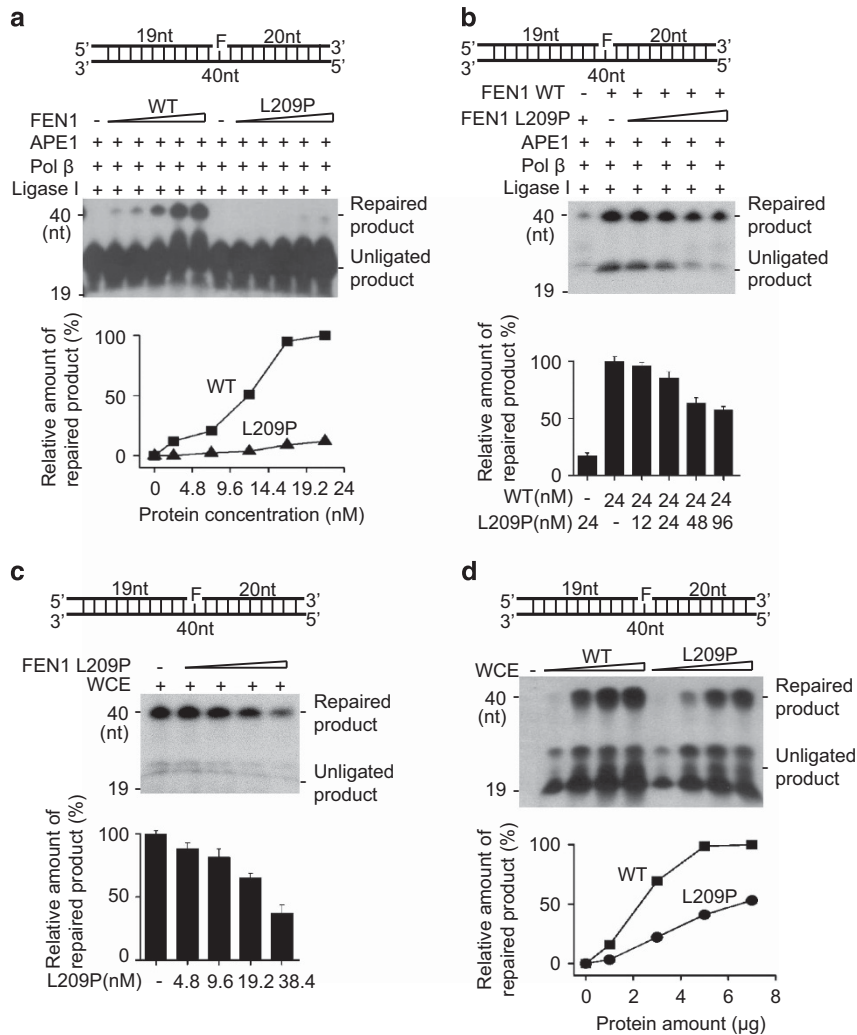 a
19nt F 20nt
5’ 3’
3’ 5’
40nt
WT L209P
FEN1 - -
APE1 + + + + + + + + + + + +
Pol β + + + + + + + + + + + +
Ligase I + + + + + + + + + + + +
40
(nt)
19
Repaired
product
Unligated
product
Relative amount of
repaired product (%)
100
50
0
WT
L209P
0 4.8 9.6 14.4 19.2 24
Protein concentration (nM)
b
19nt F 20nt
5’ 3’
3’ 5’
40nt
FEN1 WT - + + + + +
FEN1 L209P + -
APE1 + + + + + +
Pol β + + + + + +
Ligase I + + + + + +
40
(nt)
19
Repaired
product
Unligated
product
Relative amount of
repaired product %)
100
50
0
WT(nM) - 24 24 24 24 24
L209P(nM) 24 - 12 24 48 96
c
19nt F 20nt
5’ 3’
3’ 5’
40nt
FEN1 L209P -
WCE + + + + +
40
(nt)
19
Repaired
product
Unligated
product
Relative amount of
repaired product (%)
100
50
0
L209P(nM) - 4.8 9.6 19.2 38.4
d
19nt F 20nt
5’ 3’
3’ 5’
40nt
WT L209P
WCE -
40
(nt)
19
Repaired
product
Unligated
product
Relative amount of
repaired product (%)
100
50
0
WT
L209P
0 2 4 6 8
Protein amount (µg)